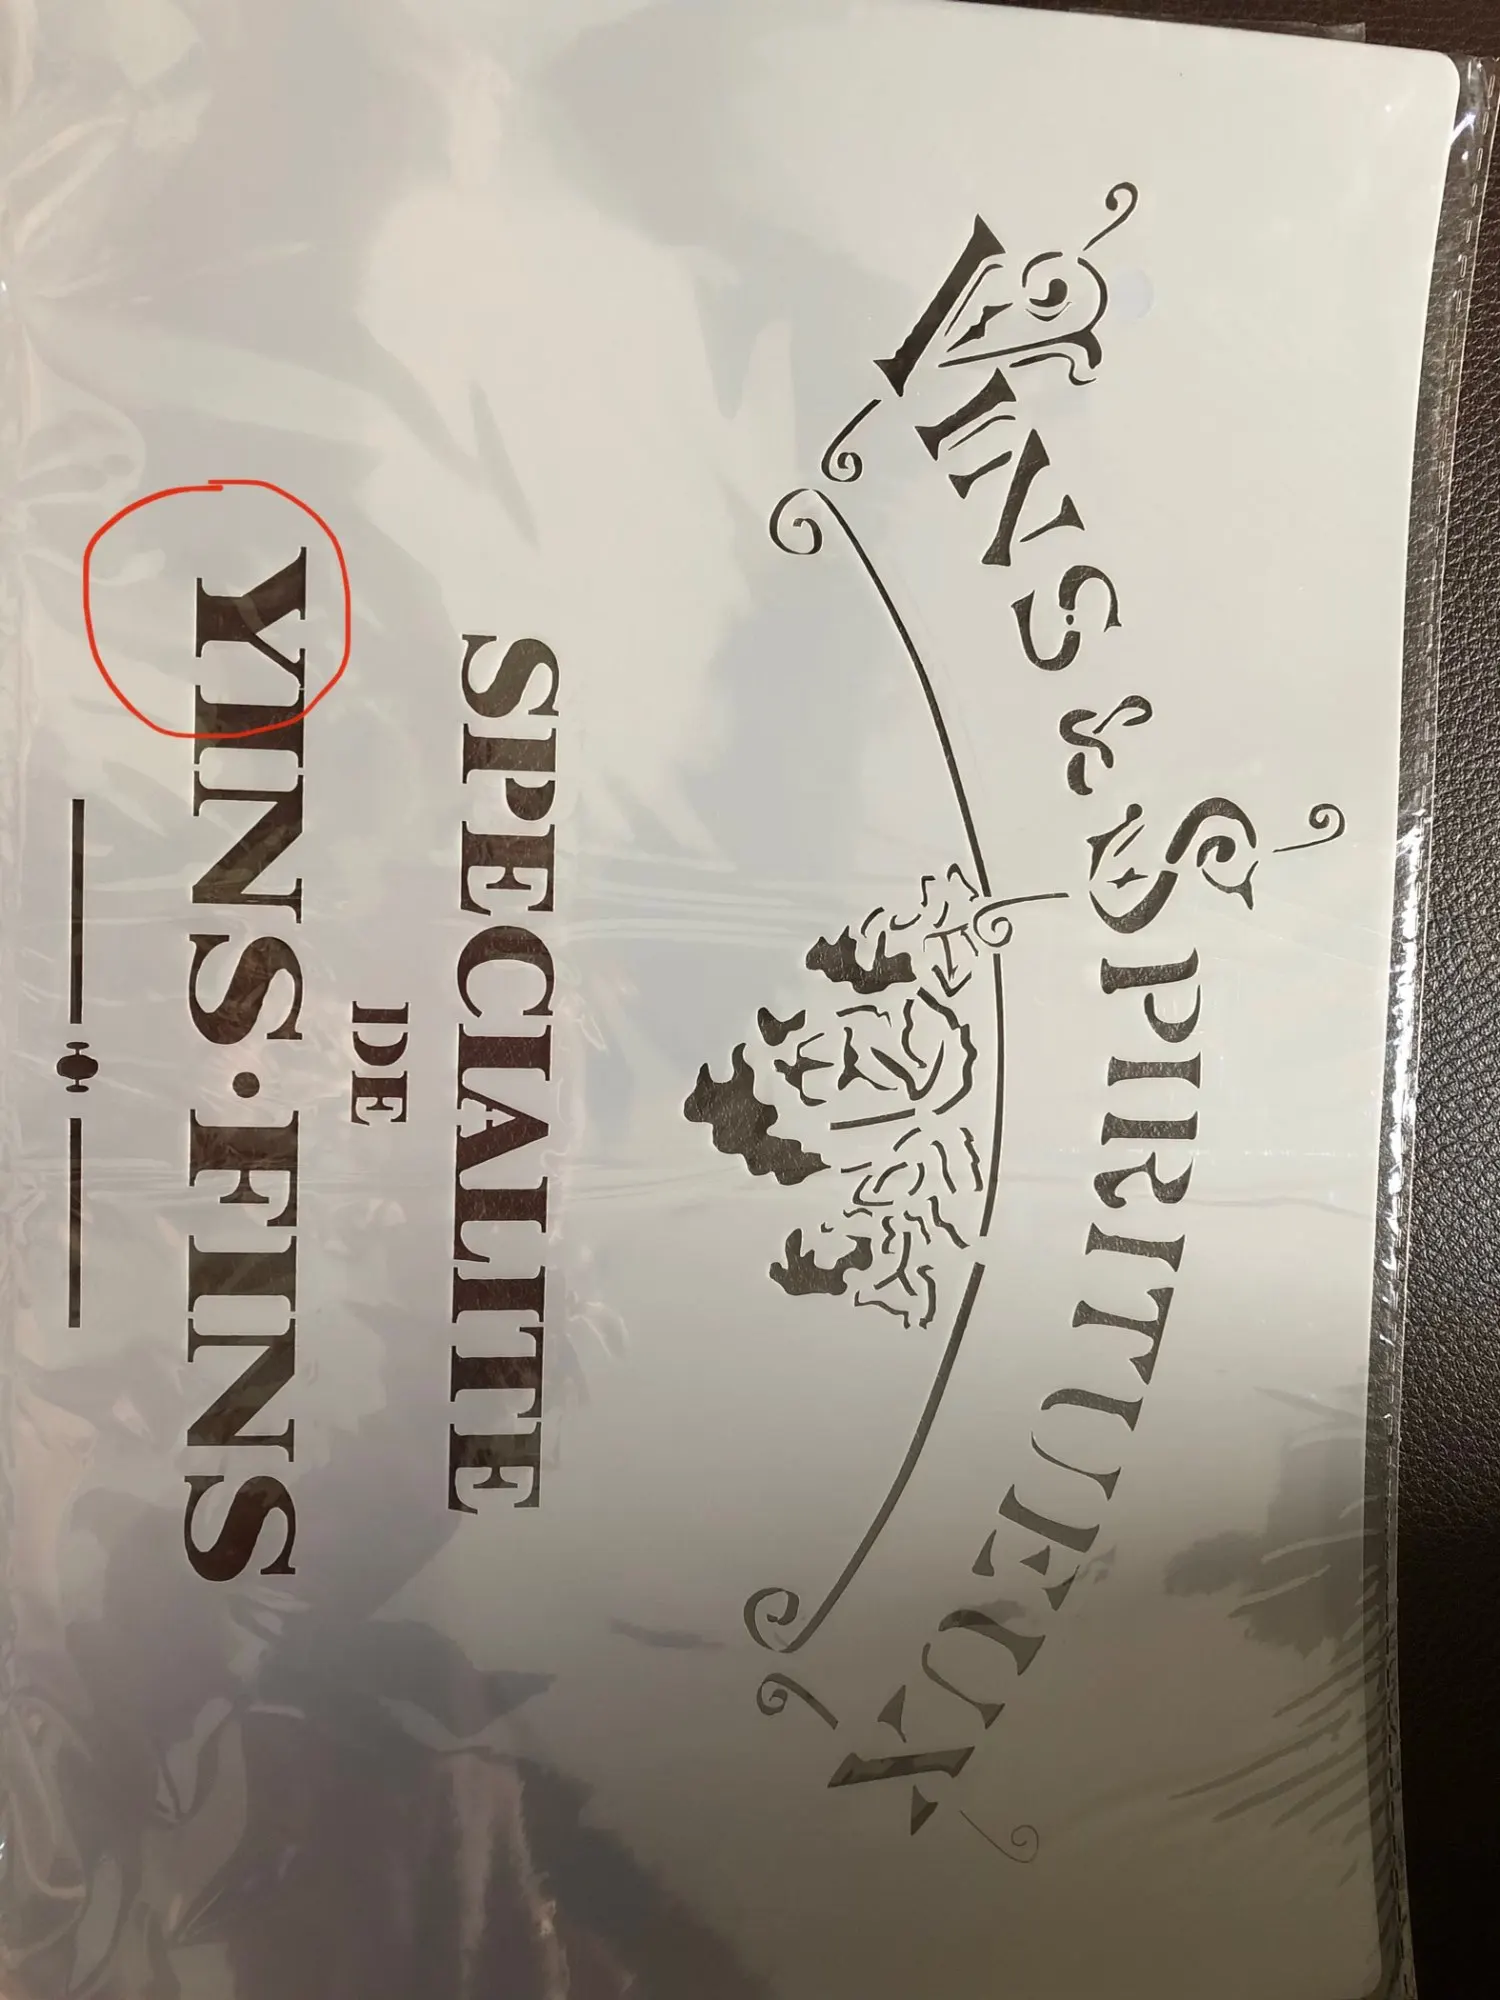 VINS & SPIRITUEUX
SPECIALITE
DE
YINS·FINS